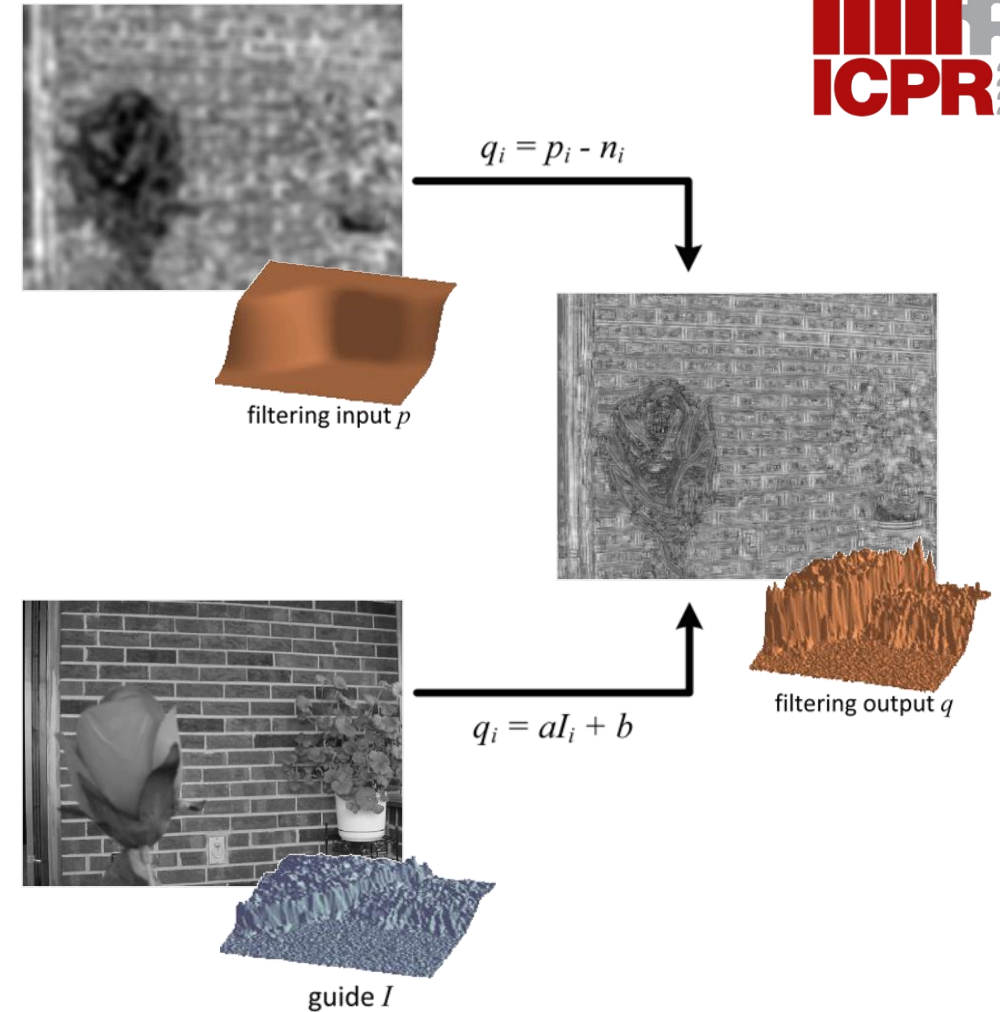 ICPR
qᵢ = pᵢ - nᵢ
filtering input p
filtering output q
qᵢ = aIᵢ + b
guide I